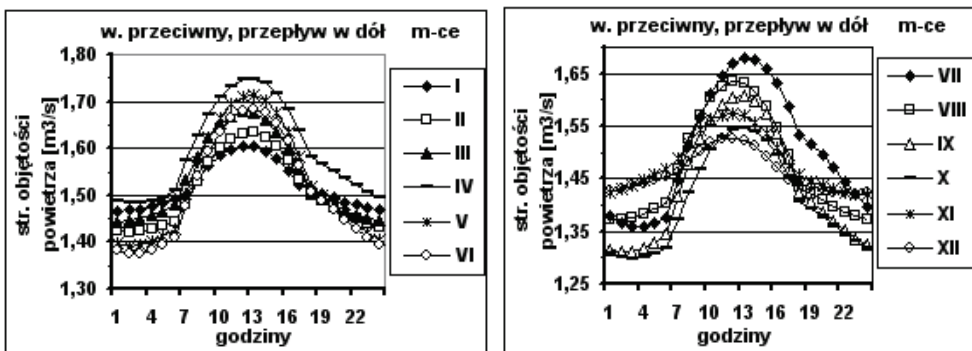 w. przeciwny, przepływ w dół m-ce
str. objętości
powietrza [m3/s]
1,80
1,70
1,60
1,50
1,40
1,30
1 4 7 10 13 16 19 22
godziny
I
II
III
IV
V
VI
w. przeciwny, przepływ w dół m-ce
str. objętości
powietrza [m3/s]
1,65
1,55
1,45
1,35
1,25
1 4 7 10 13 16 19 22
godziny
VII
VIII
IX
X
XI
XII